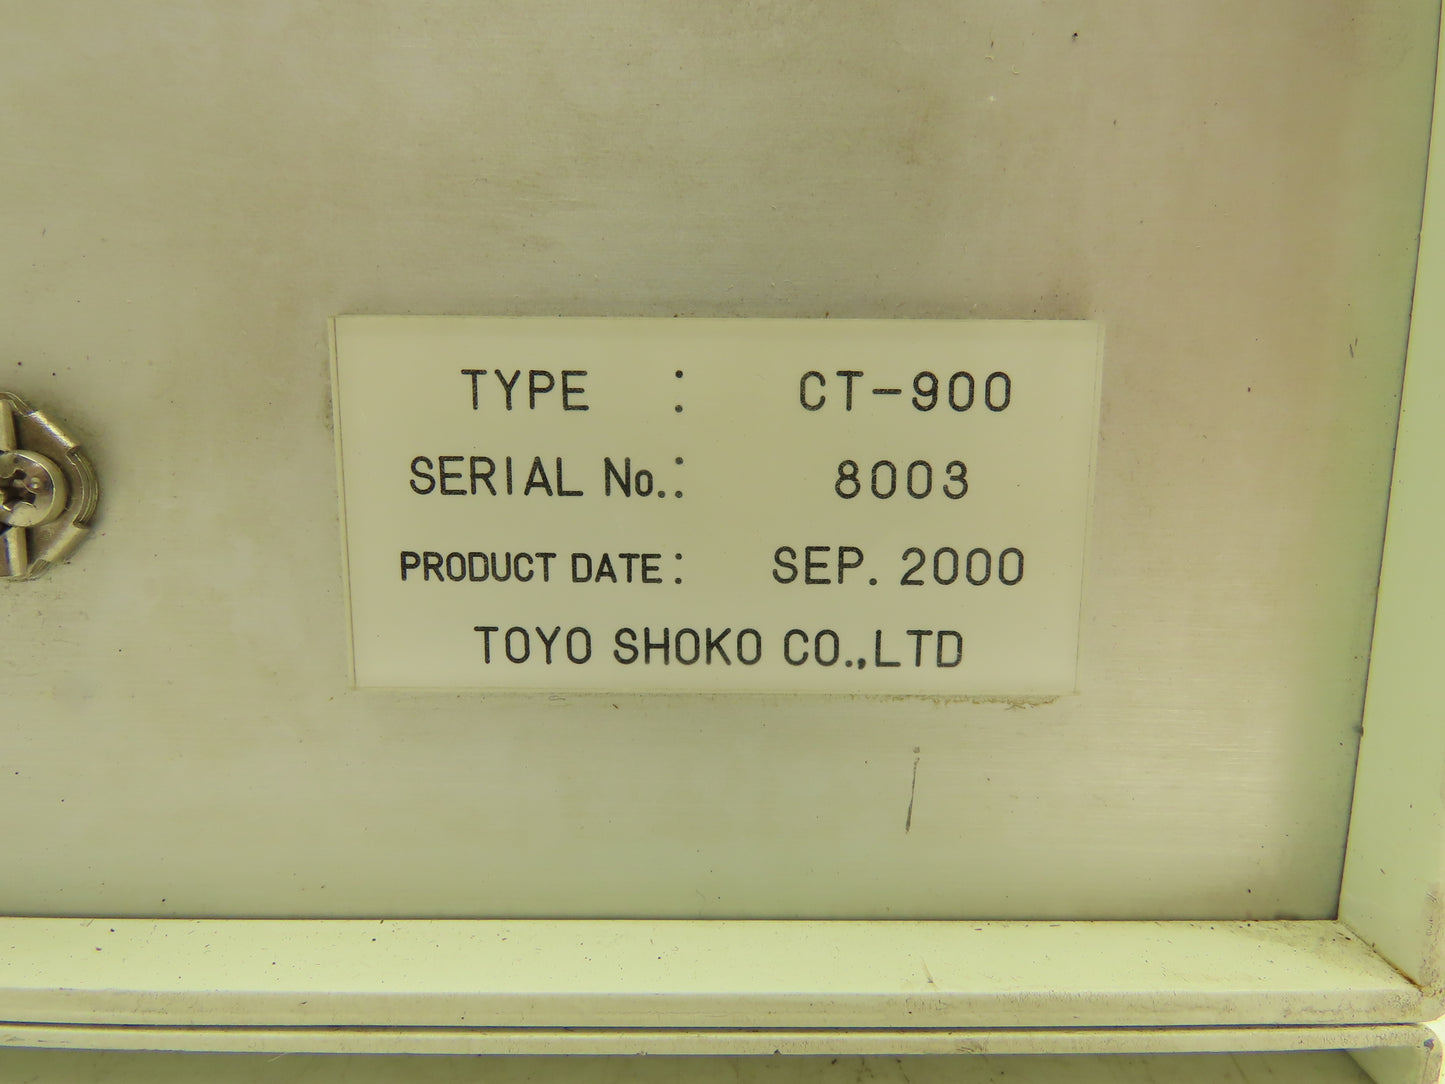 TYPE : CT-900
SERIAL No.: 8003
PRODUCT DATE: SEP. 2000
TOYO SHOKO CO.,LTD